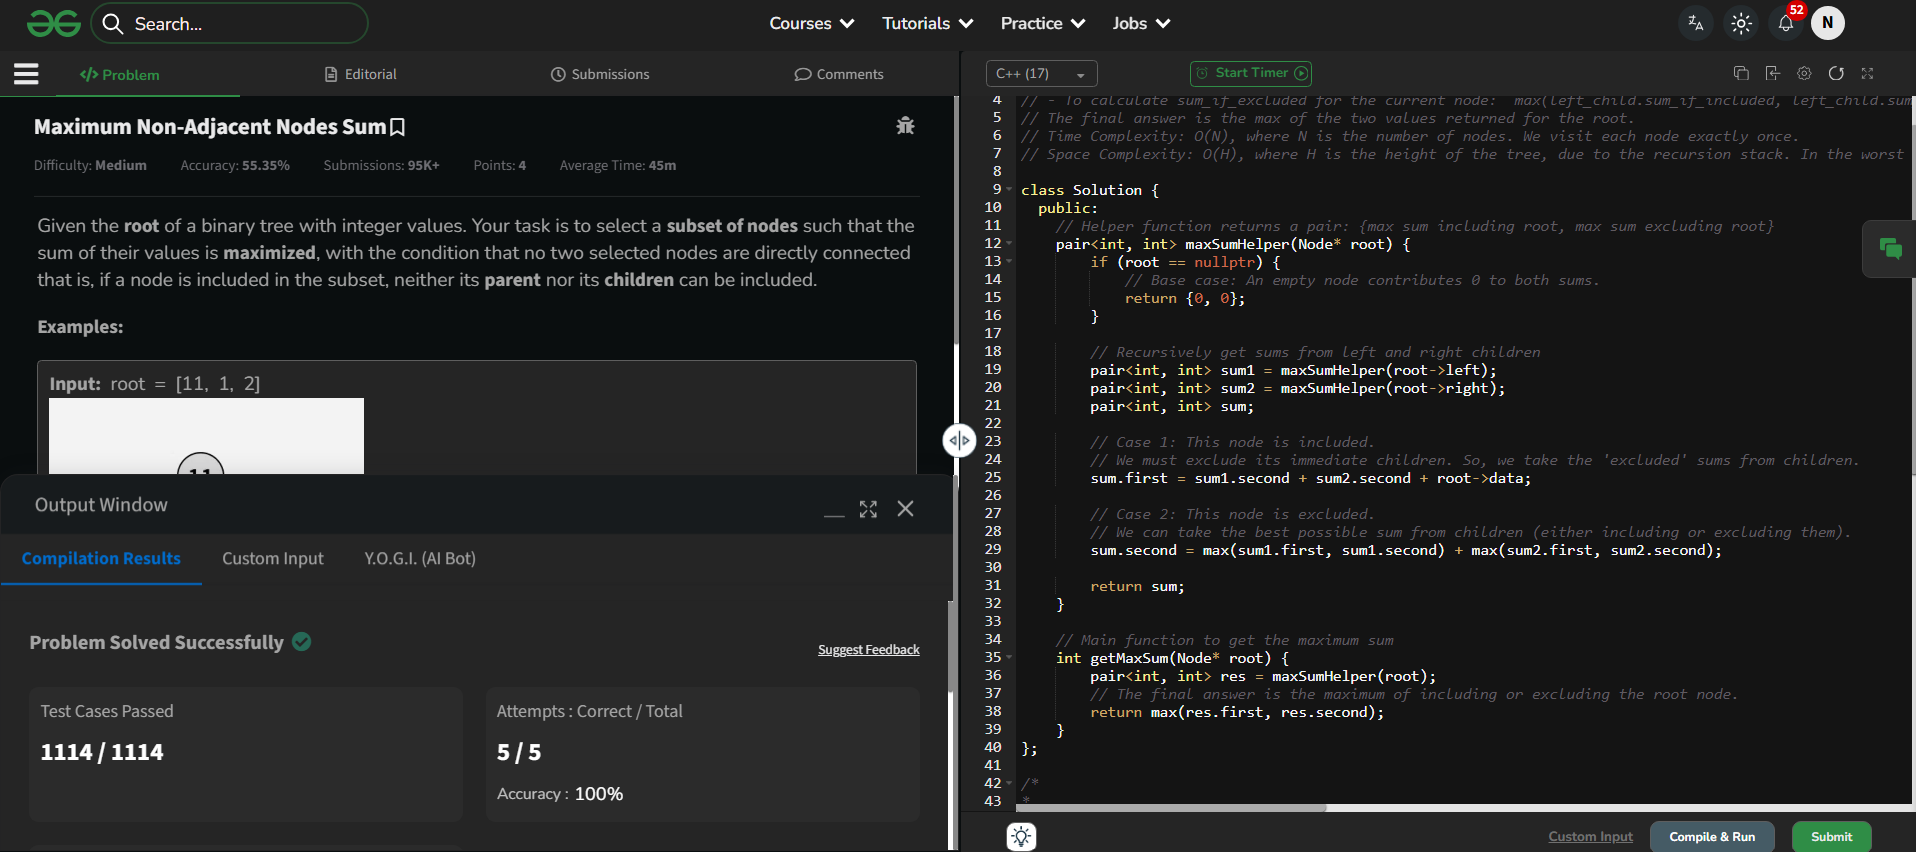 Search...
Courses
Tutorials
Practice
Jobs
52
N
Problem
Editorial
Submissions
Comments
Maximum Non-Adjacent Nodes Sum
Difficulty: Medium
Accuracy: 55.35%
Submissions: 95K+
Points: 4
Average Time: 45m
Given the root of a binary tree with integer values. Your task is to select a subset of nodes such that the
sum of their values is maximized, with the condition that no two selected nodes are directly connected
that is, if a node is included in the subset, neither its parent nor its children can be included.
Examples:
Input: root = [11, 1, 2]
11
Output Window
Compilation Results
Custom Input
Y.O.G.I. (AI Bot)
Problem Solved Successfully
Suggest Feedback
Test Cases Passed
1114 / 1114
Attempts : Correct / Total
5 / 5
Accuracy : 100%
C++ (17)
Start Timer
4 // - To calculate sum_if_excluded for the current node: `max(left_child.sum_if_included, left_child.sum
5 // The final answer is the max of the two values returned for the root.
6 // Time Complexity: O(N), where N is the number of nodes. We visit each node exactly once.
7 // Space Complexity: O(H), where H is the height of the tree, due to the recursion stack. In the worst
8
9 class Solution {
10 public:
11 // Helper function returns a pair: {max sum including root, max sum excluding root}
12 pair<int, int> maxSumHelper(Node* root) {
13 if (root == nullptr) {
14 // Base case: An empty node contributes 0 to both sums.
15 return {0, 0};
16 }
17
18 // Recursively get sums from left and right children
19 pair<int, int> sum1 = maxSumHelper(root->left);
20 pair<int, int> sum2 = maxSumHelper(root->right);
21 pair<int, int> sum;
22
23 // Case 1: This node is included.
24 // We must exclude its immediate children. So, we take the 'excluded' sums from children.
25 sum.first = sum1.second + sum2.second + root->data;
26
27 // Case 2: This node is excluded.
28 // We can take the best possible sum from children (either including or excluding them).
29 sum.second = max(sum1.first, sum1.second) + max(sum2.first, sum2.second);
30
31 return sum;
32 }
33
34 // Main function to get the maximum sum
35 int getMaxSum(Node* root) {
36 pair<int, int> res = maxSumHelper(root);
37 // The final answer is the maximum of including or excluding the root node.
38 return max(res.first, res.second);
39 }
40 };
41
42 /*
43 *
Custom Input
Compile & Run
Submit